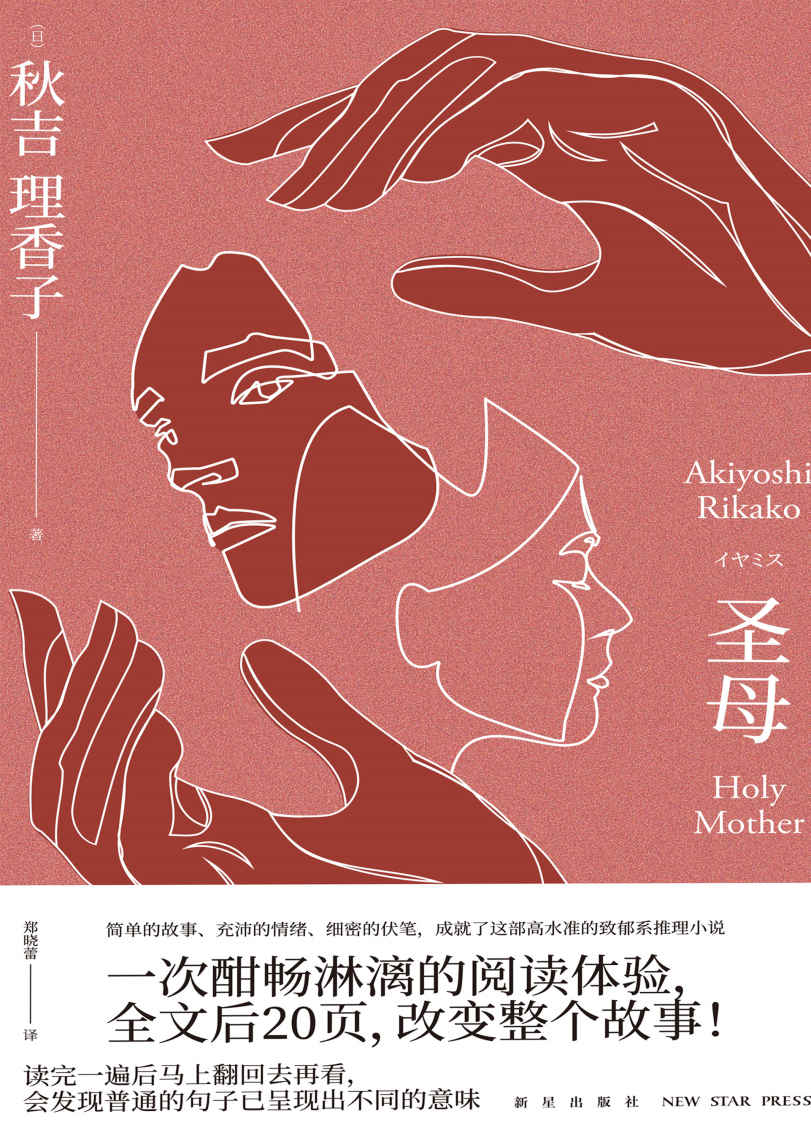 （日）
秋吉 理香子
著
Akiyoshi
Rikako
イヤミス
圣母
Holy
Mother
郑晓蕾
译
简单的故事、充沛的情绪、细密的伏笔，成就了这部高水准的致郁系推理小说
一次酣畅淋漓的阅读体验，
全文后20页，改变整个故事！
读完一遍后马上翻回去再看，
会发现普通的句子已呈现出不同的意味
新星出版社 NEW STAR PRESS